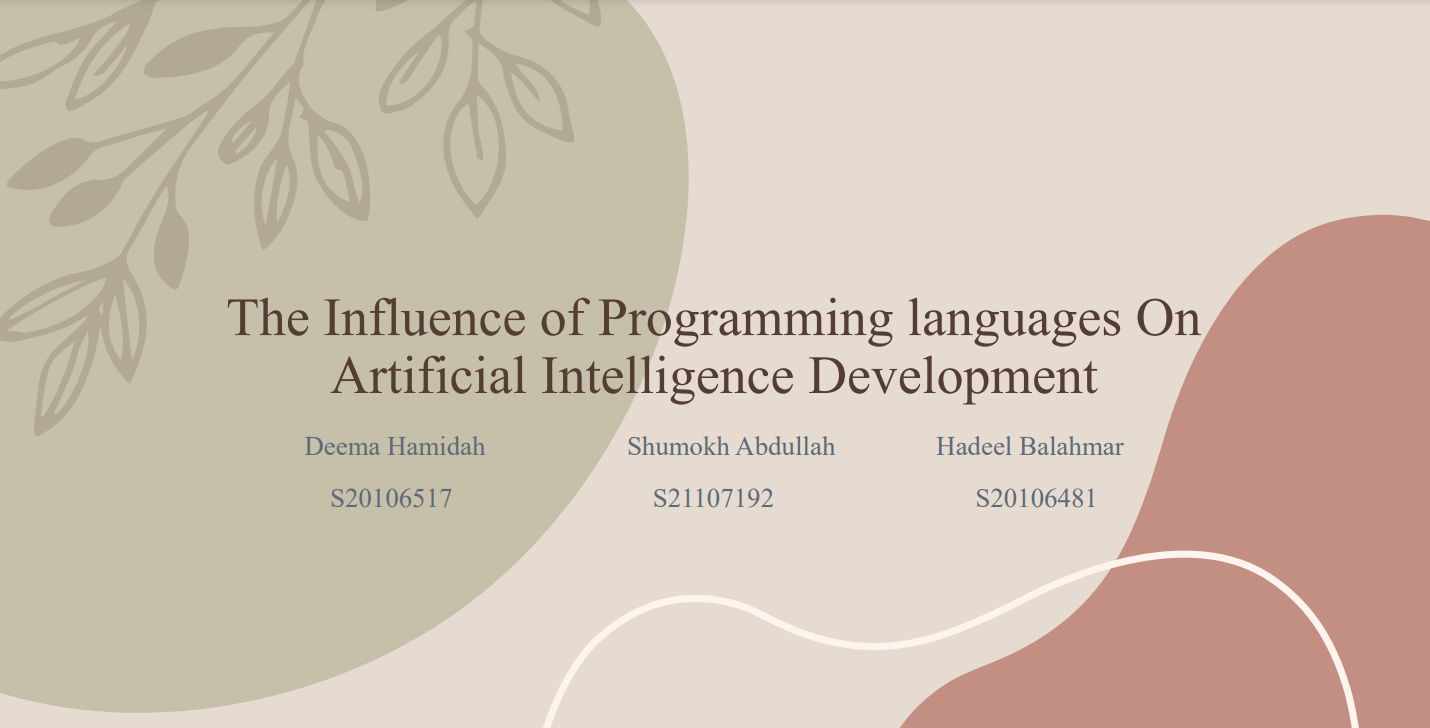 The Influence of Programming languages On
Artificial Intelligence Development
Deema Hamidah Shumokh Abdullah Hadeel Balahmar
S20106517 S21107192 S20106481